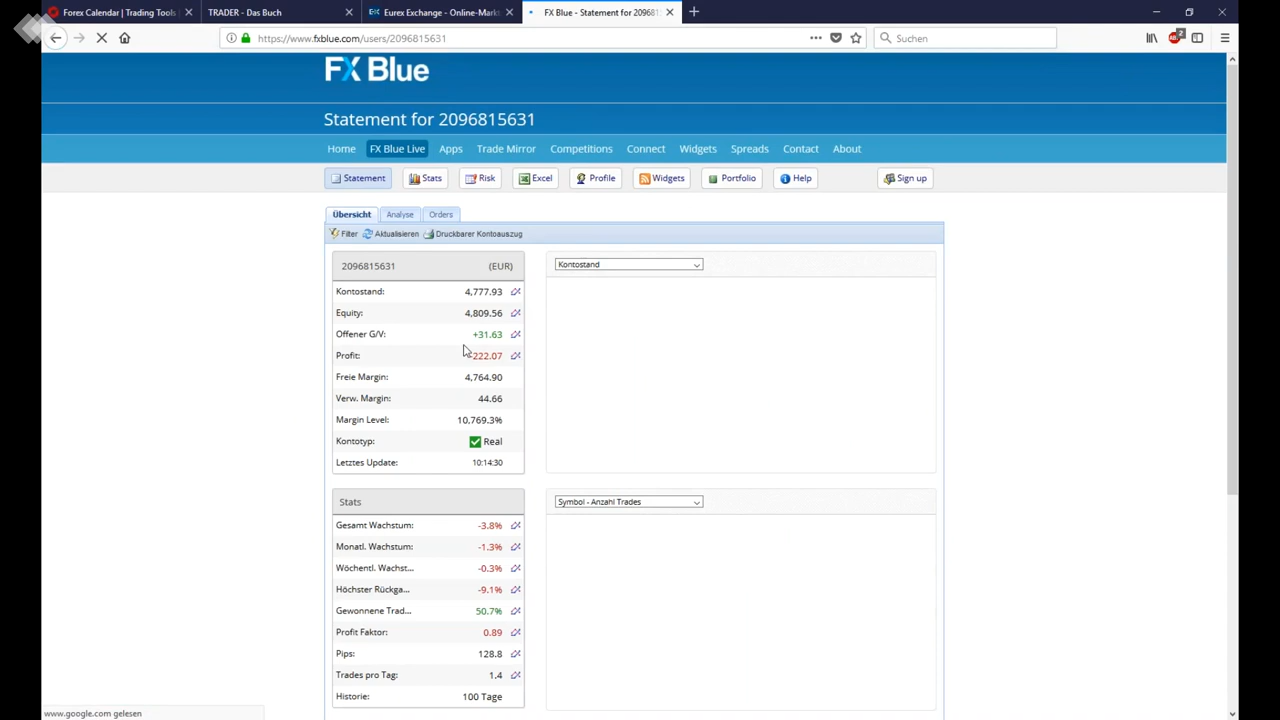 Forex Calendar | Trading Tools
TRADER - Das Buch
Eurex Exchange - Online-Markt
FX Blue - Statement for 2096815631
https://www.fxblue.com/users/2096815631
Suchen
2
FX Blue
Statement for 2096815631
Home FX Blue Live Apps Trade Mirror Competitions Connect Widgets Spreads Contact About
Statement Stats Risk Excel Profile Widgets Portfolio Help Sign up
Übersicht Analyse Orders
Filter Aktualisieren Druckbarer Kontoauszug
2096815631 (EUR)
Kontostand: 4,777.93
Equity: 4,809.56
Offener G/V: +31.63
Profit: -222.07
Freie Margin: 4,764.90
Verw. Margin: 44.66
Margin Level: 10,769.3%
Kontotyp: Real
Letztes Update: 10:14:30
Kontostand
Stats
Gesamt Wachstum: -3.8%
Monatl. Wachstum: -1.3%
Wöchentl. Wachst... -0.3%
Höchster Rückga... -9.1%
Gewonnene Trad... 50.7%
Profit Faktor: 0.89
Pips: 128.8
Trades pro Tag: 1.4
Historie: 100 Tage
Symbol - Anzahl Trades
www.google.com gelesen